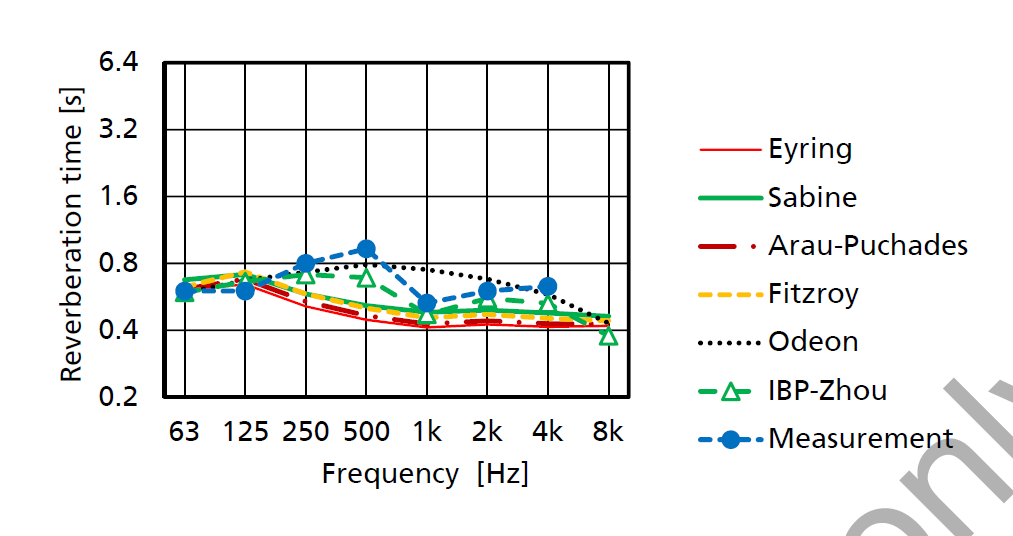 Reverberation time [s]
6.4
3.2
1.6
0.8
0.4
0.2
63 125 250 500 1k 2k 4k 8k
Frequency [Hz]
Eyring
Sabine
Arau-Puchades
Fitzroy
Odeon
IBP-Zhou
Measurement
only